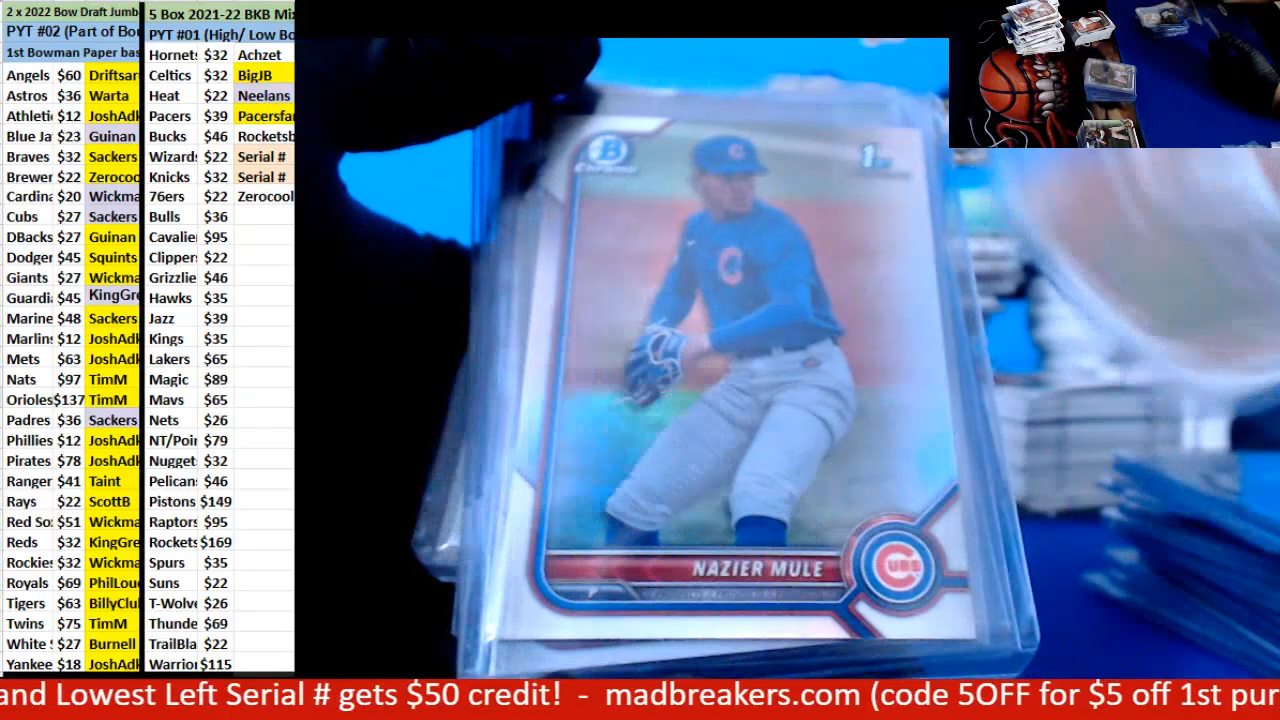 2 x 2022 Bow Draft Jumb
PYT #02 (Part of Bo
1st Bowman Paper bas
Angels $60 Driftsar
Astros $36 Warta
Athleti $12 JoshAdk
Blue Ja $23 Guinan
Braves $32 Sackers
Brewer $22 Zerocoo
Cardina $20 Wickma
Cubs $27 Sackers
DBacks $27 Guinan
Dodger $45 Squints
Giants $27 Wickma
Guardi $45 KingGre
Marine $48 Sackers
Marlins $12 JoshAdk
Mets $63 JoshAdk
Nats $97 TimM
Orioles $137 TimM
Padres $36 Sackers
Phillies $12 JoshAdk
Pirates $78 JoshAdk
Ranger $41 Taint
Rays $22 ScottB
Red So $51 Wickma
Reds $32 KingGre
Rockies $32 Wickma
Royals $69 PhilLou
Tigers $63 BillyClu
Twins $75 TimM
White $27 Burnell
Yankee $18 JoshAdk
5 Box 2021-22 BKB Mix
PYT #01 (High/ Low Bo
Hornet $32 Achzet
Celtics $32 BigJB
Heat $22 Neelans
Pacers $39 Pacersfan
Bucks $46 Rocketsb
Wizard $22 Serial #
Knicks $32 Serial #
76ers $22 Zerocool
Bulls $36
Cavalie $95
Clipper $22
Grizzlie $46
Hawks $35
Jazz $39
Kings $35
Lakers $65
Magic $89
Mavs $65
Nets $26
NT/Poi $79
Nugget $32
Pelican $46
Pistons $149
Raptors $95
Rockets $169
Spurs $35
Suns $22
T-Wolv $26
Thunde $69
TrailBla $22
Warrio $115
B
Chrome
1st
C
NAZIER MULE
CUBS
and Lowest Left Serial # gets $50 credit! - madbreakers.com (code 5OFF for $5 off 1st pur